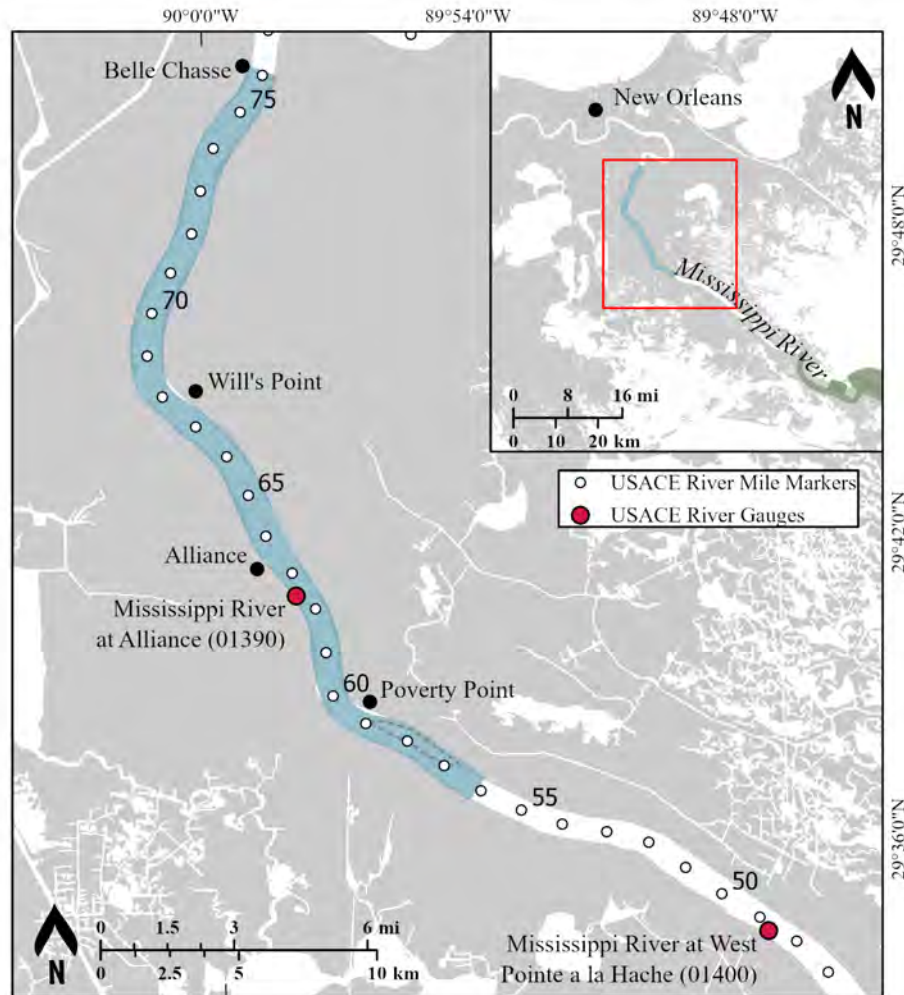 90°0'0"W
89°54'0"W
89°48'0"W
Belle Chasse
75
New Orleans
N
29°48'0"N
70
Mississippi River
Will's Point
0 8 16 mi
0 10 20 km
65
USACE River Mile Markers
USACE River Gauges
29°42'0"N
Alliance
Mississippi River
at Alliance (01390)
60
Poverty Point
55
29°36'0"N
50
0 1.5 3 6 mi
0 2.5 5 10 km
N
Mississippi River at West
Pointe a la Hache (01400)